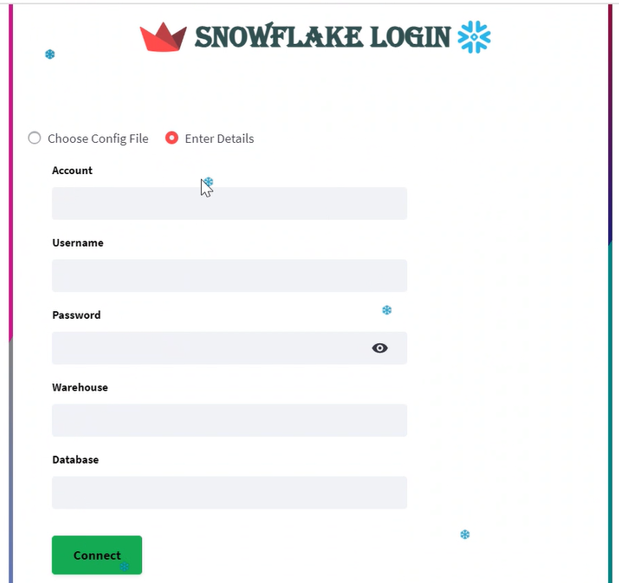 SNOWFLAKE LOGIN
Choose Config File Enter Details
Account
Username
Password
Warehouse
Database
Connect